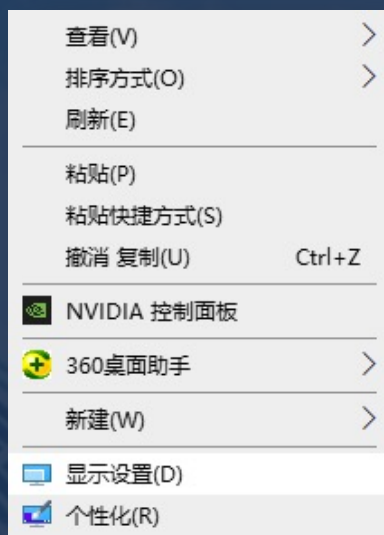 查看(V)
排序方式(O)
刷新(E)
粘贴(P)
粘贴快捷方式(S)
撤消 复制(U) Ctrl+Z
NVIDIA 控制面板
360桌面助手
新建(W)
显示设置(D)
个性化(R)